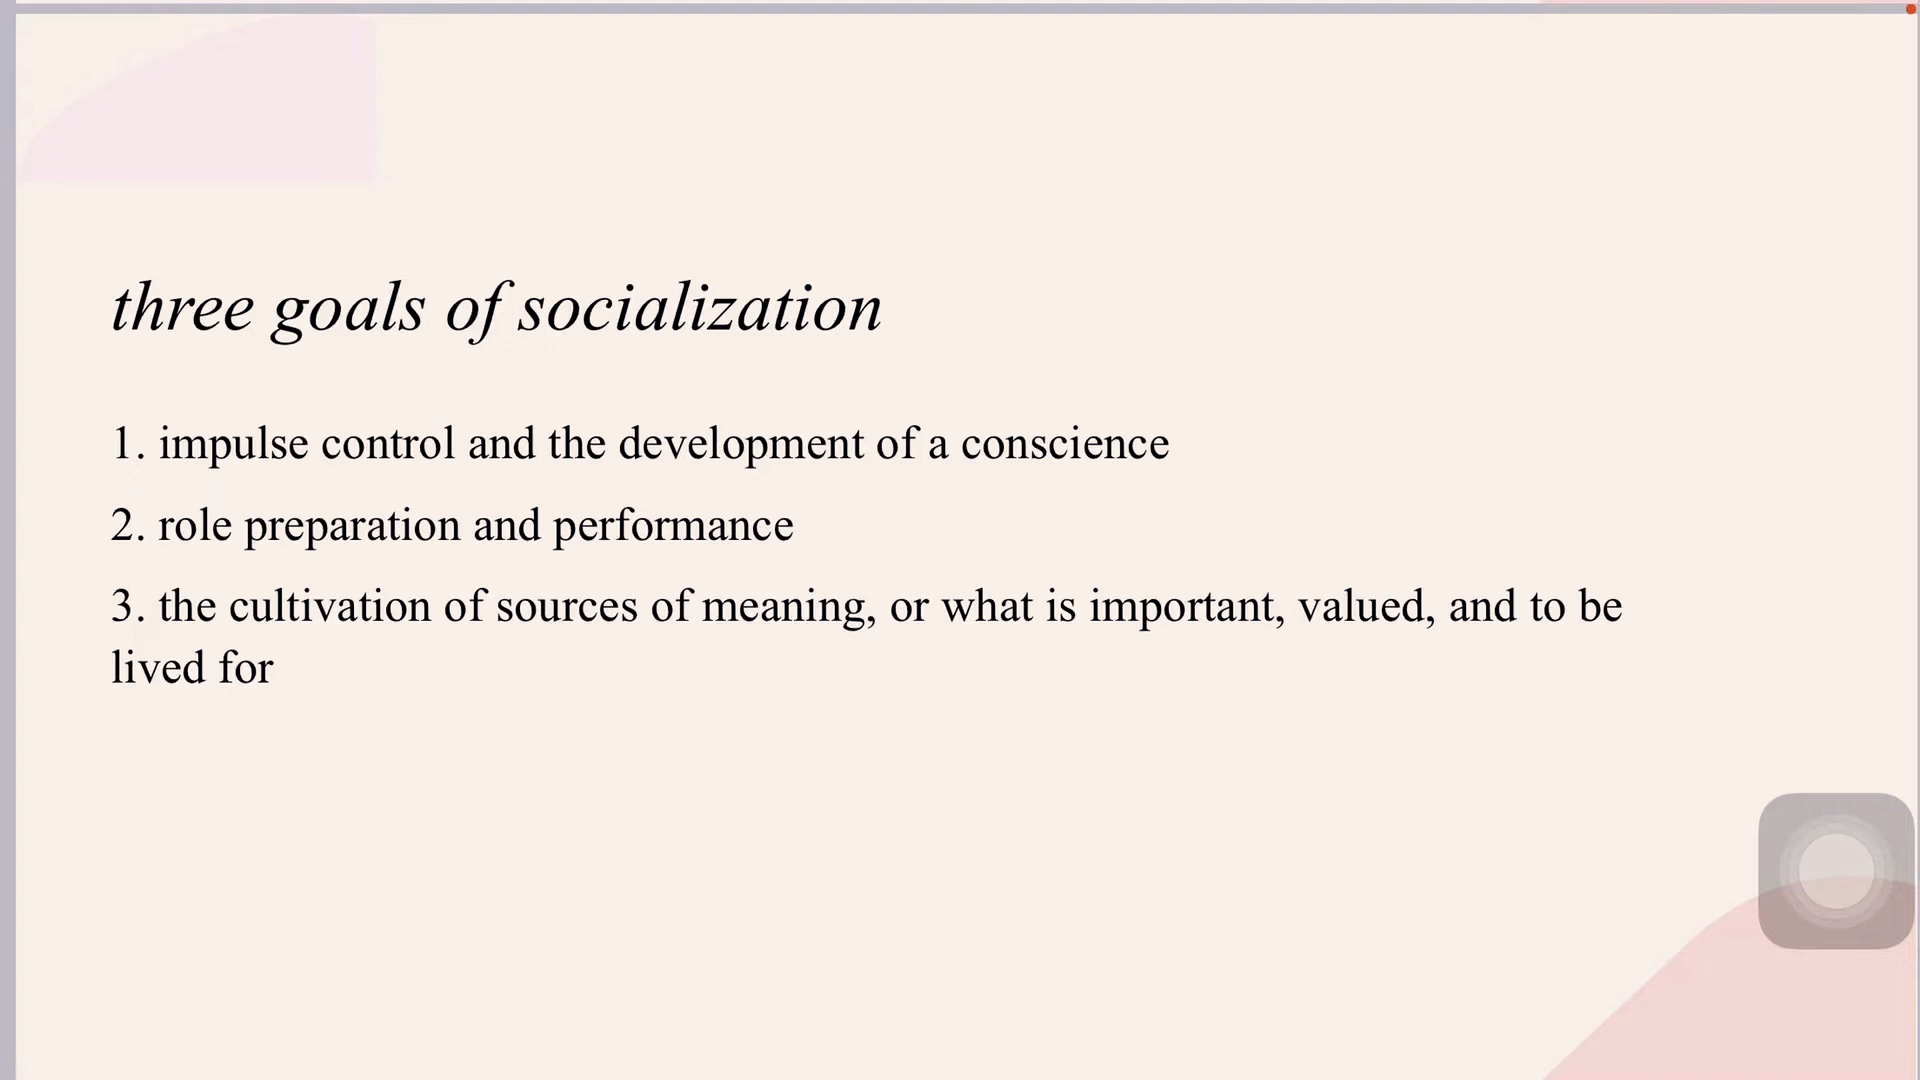 three goals of socialization
1. impulse control and the development of a conscience
2. role preparation and performance
3. the cultivation of sources of meaning, or what is important, valued, and to be
lived for